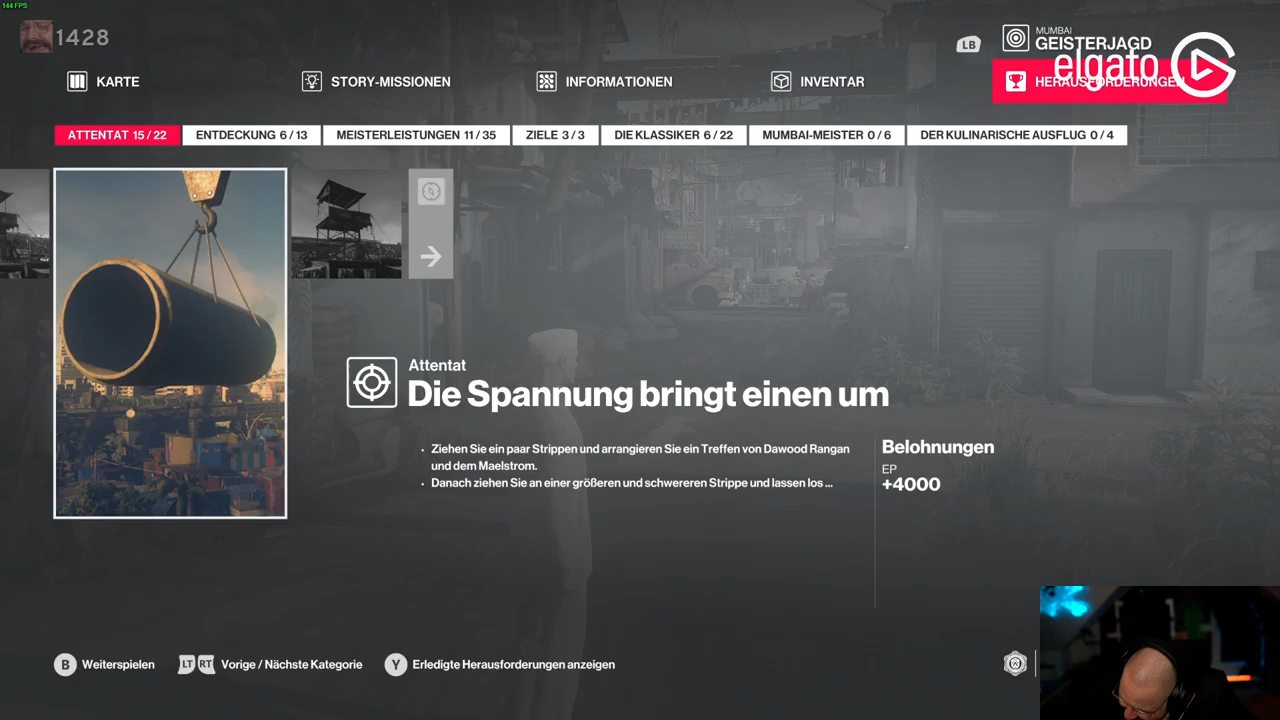 144 FPS
1428
LB
MUMBAI
GEISTERJAGD
elgato
KARTE
STORY-MISSIONEN
INFORMATIONEN
INVENTAR
HERAUSFORDERUNGEN
ATTENTAT 15 / 22
ENTDECKUNG 6 / 13
MEISTERLEISTUNGEN 11 / 35
ZIELE 3 / 3
DIE KLASSIKER 6 / 22
MUMBAI-MEISTER 0 / 6
DER KULINARISCHE AUSFLUG 0 / 4
Attentat
Die Spannung bringt einen um
• Ziehen Sie ein paar Strippen und arrangieren Sie ein Treffen von Dawood Rangan
und dem Maelstrom.
• Danach ziehen Sie an einer größeren und schwereren Strippe und lassen los ...
Belohnungen
EP
+4000
B Weiterspielen
LT RT Vorige / Nächste Kategorie
Y Erledigte Herausforderungen anzeigen